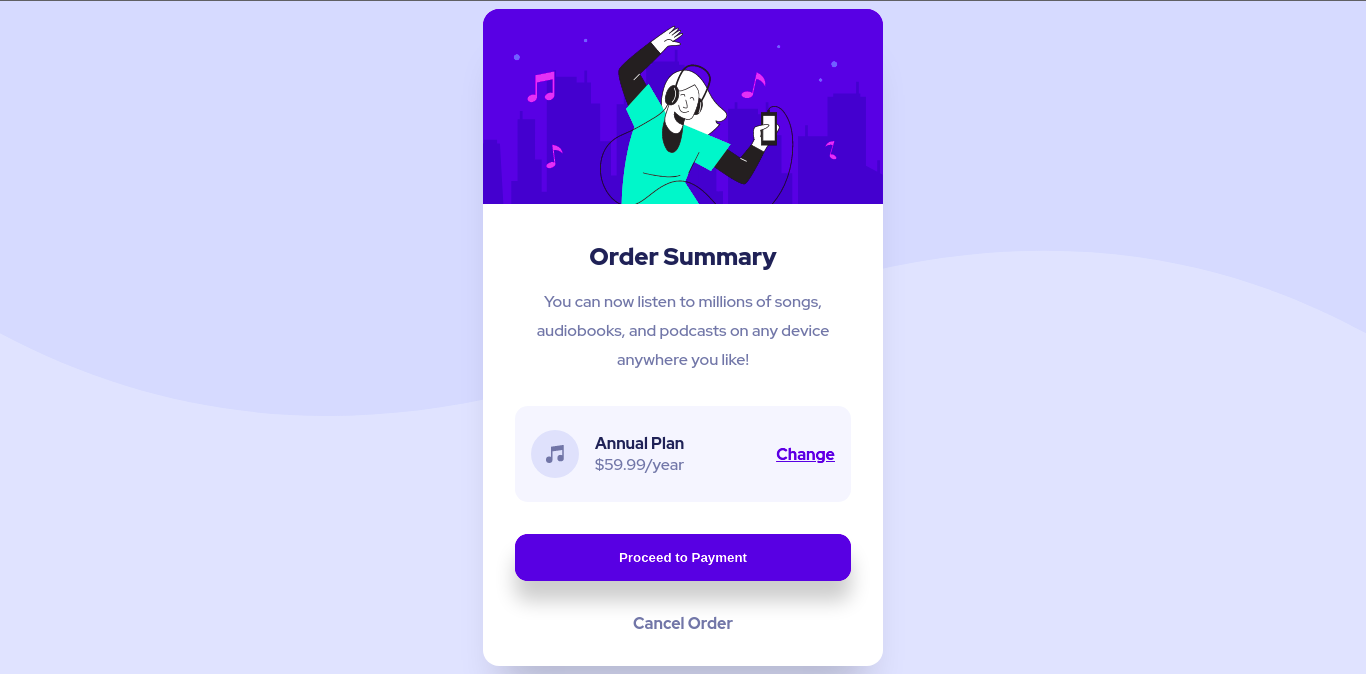 Order Summary
You can now listen to millions of songs,
audiobooks, and podcasts on any device
anywhere you like!
Annual Plan
$59.99/year
Change
Proceed to Payment
Cancel Order